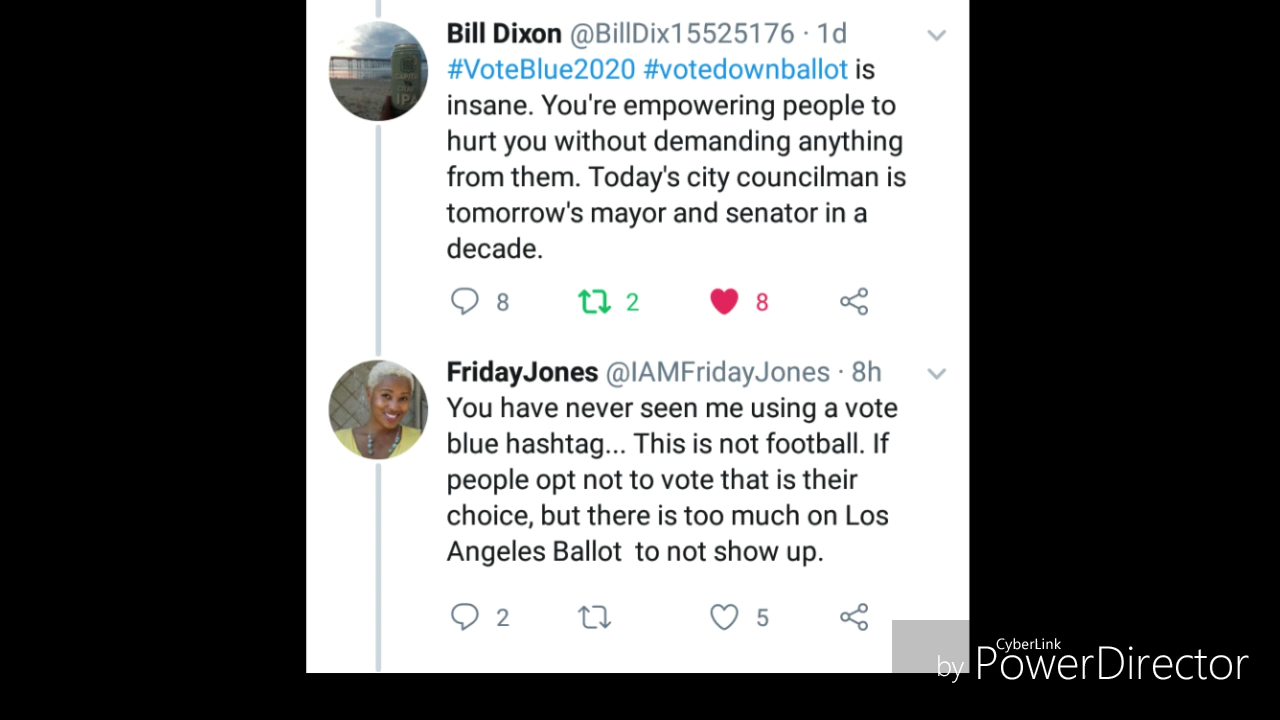 Bill Dixon @BillDix15525176 · 1d
#VoteBlue2020 #votedownballot is
insane. You're empowering people to
hurt you without demanding anything
from them. Today's city councilman is
tomorrow's mayor and senator in a
decade.
8 2 8
FridayJones @IAMFridayJones · 8h
You have never seen me using a vote
blue hashtag... This is not football. If
people opt not to vote that is their
choice, but there is too much on Los
Angeles Ballot  to not show up.
2 5
CyberLink
by PowerDirector